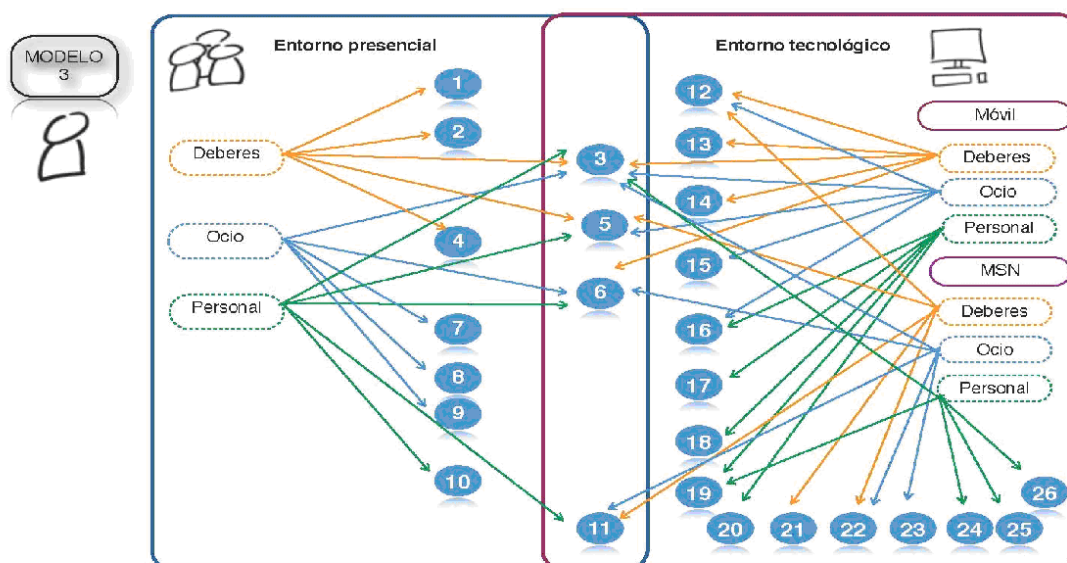 MODELO
3
Entorno presencial
Entorno tecnológico
Deberes
Ocio
Personal
1
2
4
7
8
9
10
3
5
6
11
12
13
14
15
16
17
18
19
20
21
22
23
24
25
26
Móvil
Deberes
Ocio
Personal
MSN
Deberes
Ocio
Personal